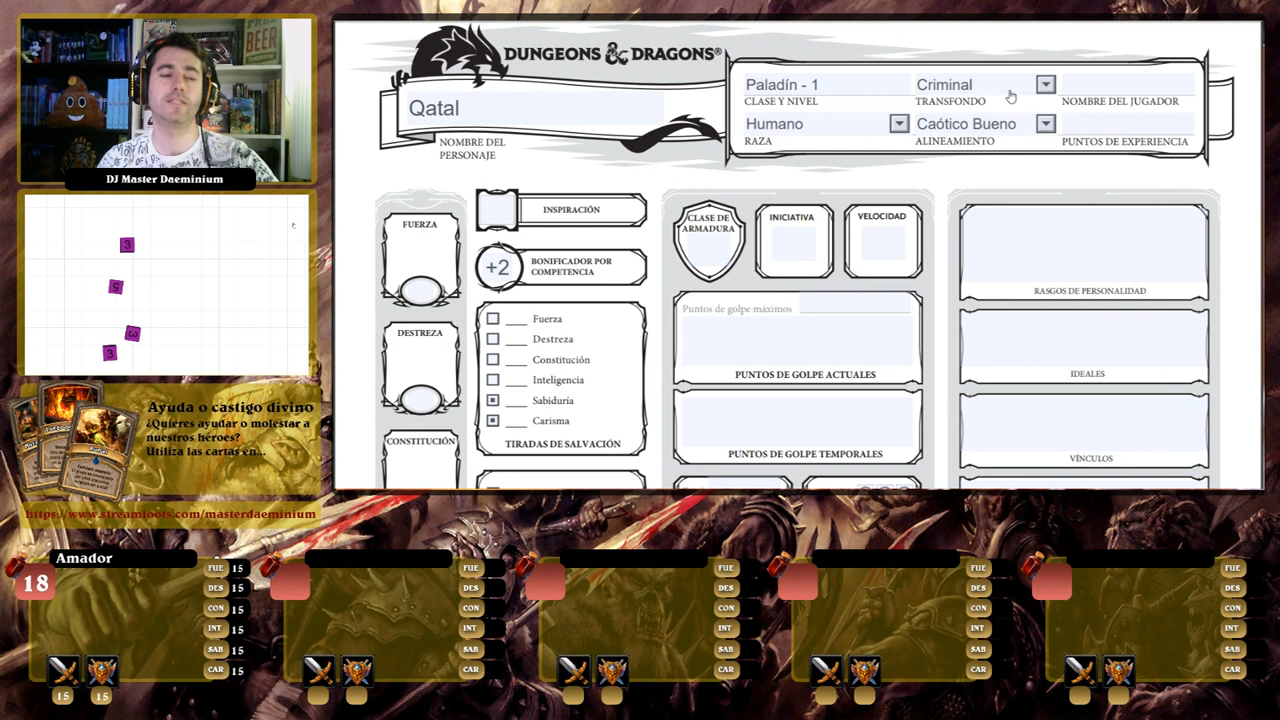 FREE
BEER
DJ Master Daeminium
3
5
3
3
Ayuda o castigo divino
¿Quieres ayudar o molestar a
nuestros héroes?
Utiliza las cartas en...
https://www.streamloots.com/masterdaeminium
DUNGEONS & DRAGONS®
Qatal
NOMBRE DEL
PERSONAJE
Paladín - 1
Criminal
CLASE Y NIVEL
TRANSFONDO
NOMBRE DEL JUGADOR
Humano
Caótico Bueno
RAZA
ALINEAMIENTO
PUNTOS DE EXPERIENCIA
FUERZA
DESTREZA
CONSTITUCIÓN
INSPIRACIÓN
+2
BONIFICADOR POR
COMPETENCIA
Fuerza
Destreza
Constitución
Inteligencia
Sabiduría
Carisma
TIRADAS DE SALVACIÓN
CLASE DE
ARMADURA
INICIATIVA
VELOCIDAD
Puntos de golpe máximos
PUNTOS DE GOLPE ACTUALES
PUNTOS DE GOLPE TEMPORALES
RASGOS DE PERSONALIDAD
IDEALES
VÍNCULOS
Amador
18
FUE 15
DES 15
CON 15
INT 15
SAB 15
CAR 15
15 15
FUE
DES
CON
INT
SAB
CAR
FUE
DES
CON
INT
SAB
CAR
FUE
DES
CON
INT
SAB
CAR
FUE
DES
CON
INT
SAB
CAR